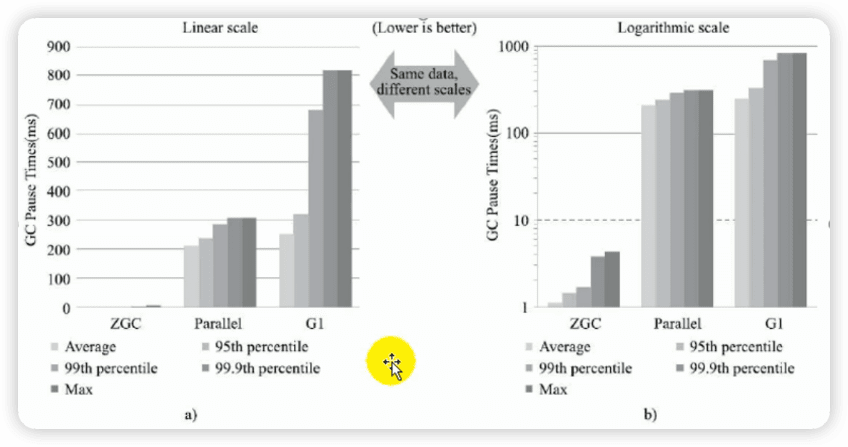 Linear scale
(Lower is better)
Logarithmic scale
GC Pause Times(ms)
900
800
700
600
500
400
300
200
100
0
ZGC
Parallel
G1
Average
95th percentile
99th percentile
99.9th percentile
Max
a)
Same data,
different scales
GC Pause Times(ms)
1000
100
10
1
ZGC
Parallel
G1
Average
95th percentile
99th percentile
99.9th percentile
Max
b)